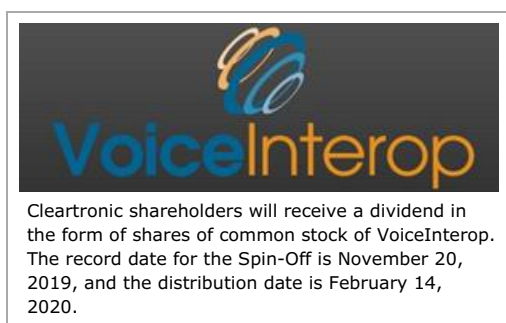 VoiceInterop
Cleartronic shareholders will receive a dividend in
the form of shares of common stock of VoiceInterop.
The record date for the Spin-Off is November 20,
2019, and the distribution date is February 14,
2020.